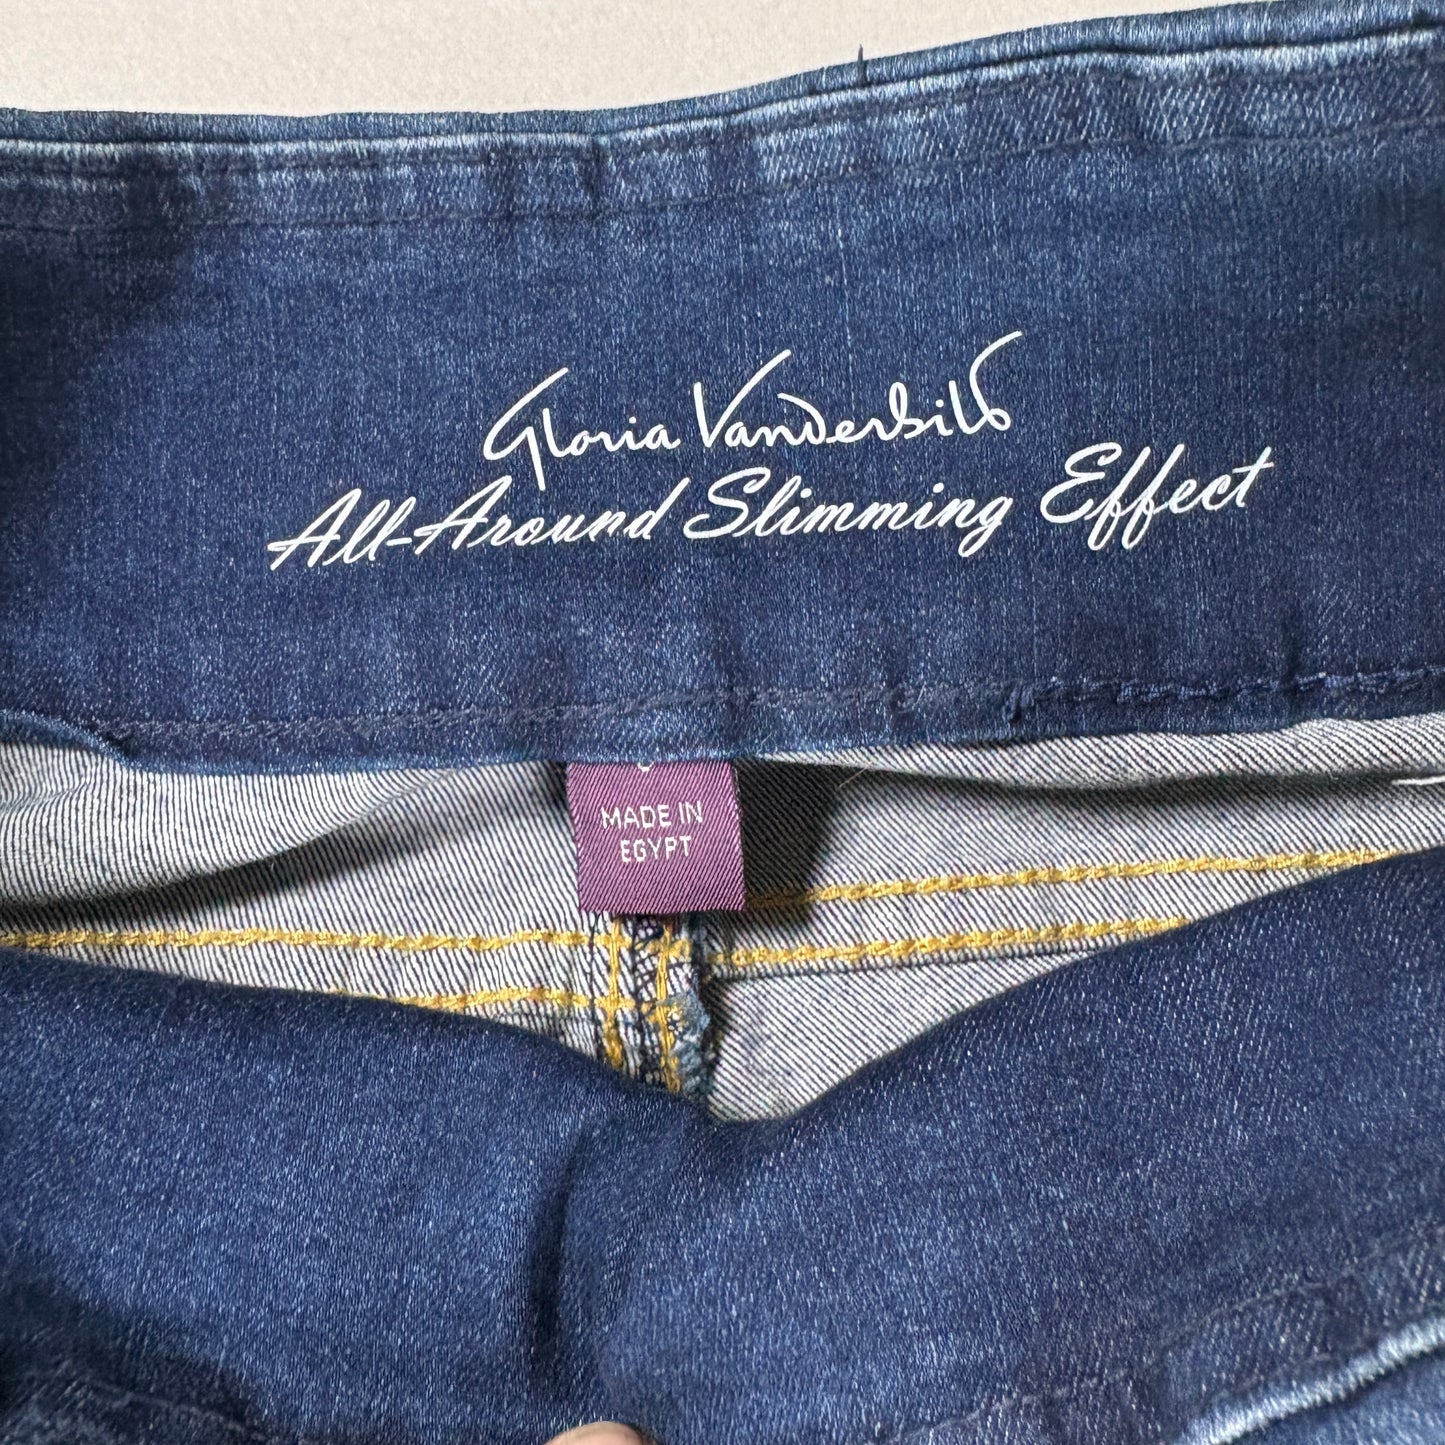 Gloria Vanderbilt
All-Around Slimming Effect
MADE IN
EGYPT